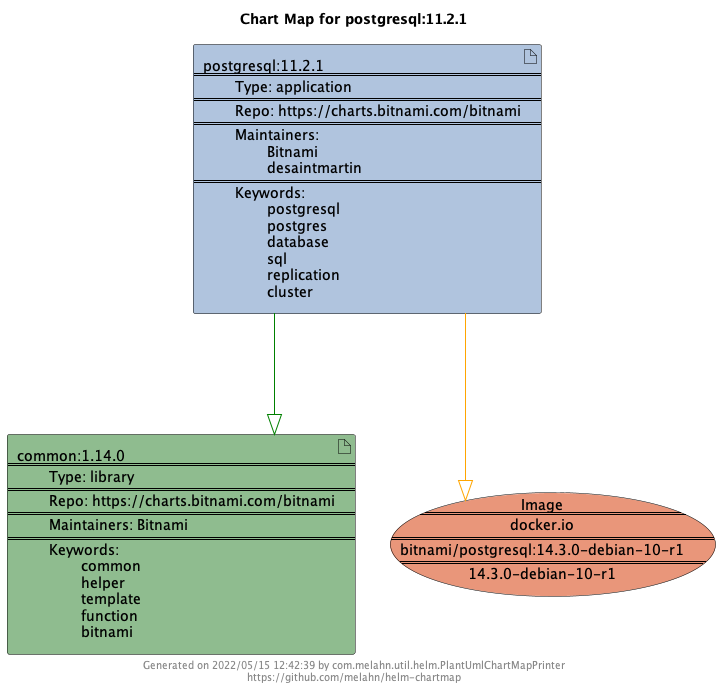 Chart Map for postgresql:11.2.1
postgresql:11.2.1
Type: application
Repo: https://charts.bitnami.com/bitnami
Maintainers:
Bitnami
desaintmartin
Keywords:
postgresql
postgres
database
sql
replication
cluster
common:1.14.0
Type: library
Repo: https://charts.bitnami.com/bitnami
Maintainers: Bitnami
Keywords:
common
helper
template
function
bitnami
Image
docker.io
bitnami/postgresql:14.3.0-debian-10-r1
14.3.0-debian-10-r1
Generated on 2022/05/15 12:42:39 by com.melahn.util.helm.PlantUmlChartMapPrinter
https://github.com/melahn/helm-chartmap